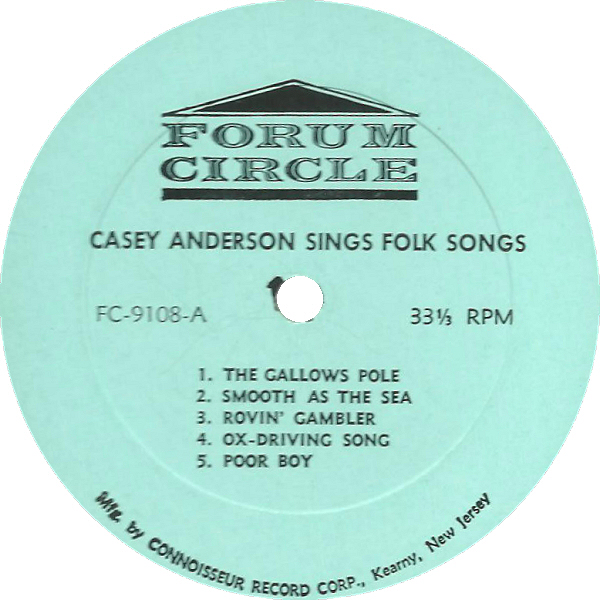 FORUM
CIRCLE
CASEY ANDERSON SINGS FOLK SONGS
FC-9108-A
33⅓ RPM
1. THE GALLOWS POLE
2. SMOOTH AS THE SEA
3. ROVIN' GAMBLER
4. OX-DRIVING SONG
5. POOR BOY
Mfg. by CONNOISSEUR RECORD CORP., Kearny, New Jersey